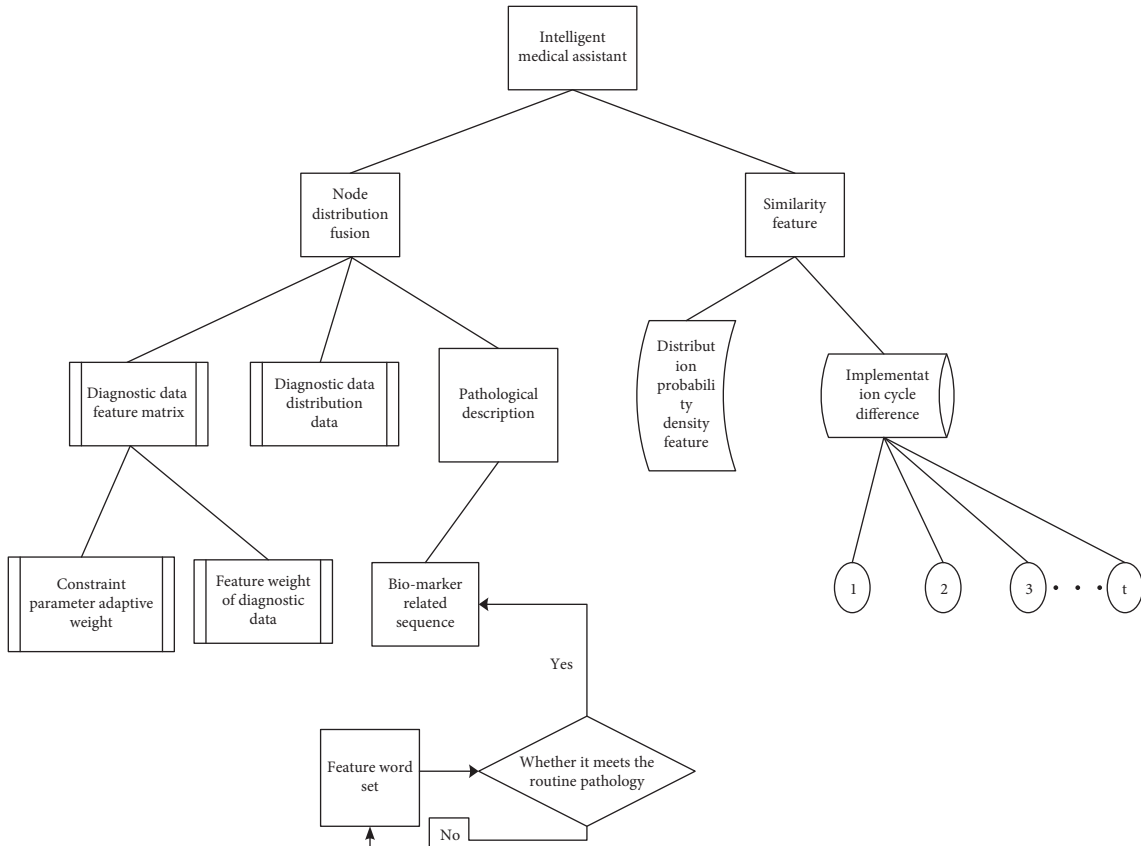 Intelligent
medical assistant
Node
distribution
fusion
Similarity
feature
Diagnostic data
feature matrix
Diagnostic data
distribution
data
Pathological
description
Distribut
ion
probabili
ty
density
feature
Implementat
ion cycle
difference
Constraint
parameter adaptive
weight
Feature weight
of diagnostic
data
Bio-marker
related
sequence
1
2
3
• • •
t
Yes
Feature word
set
Whether it meets the
routine pathology
No